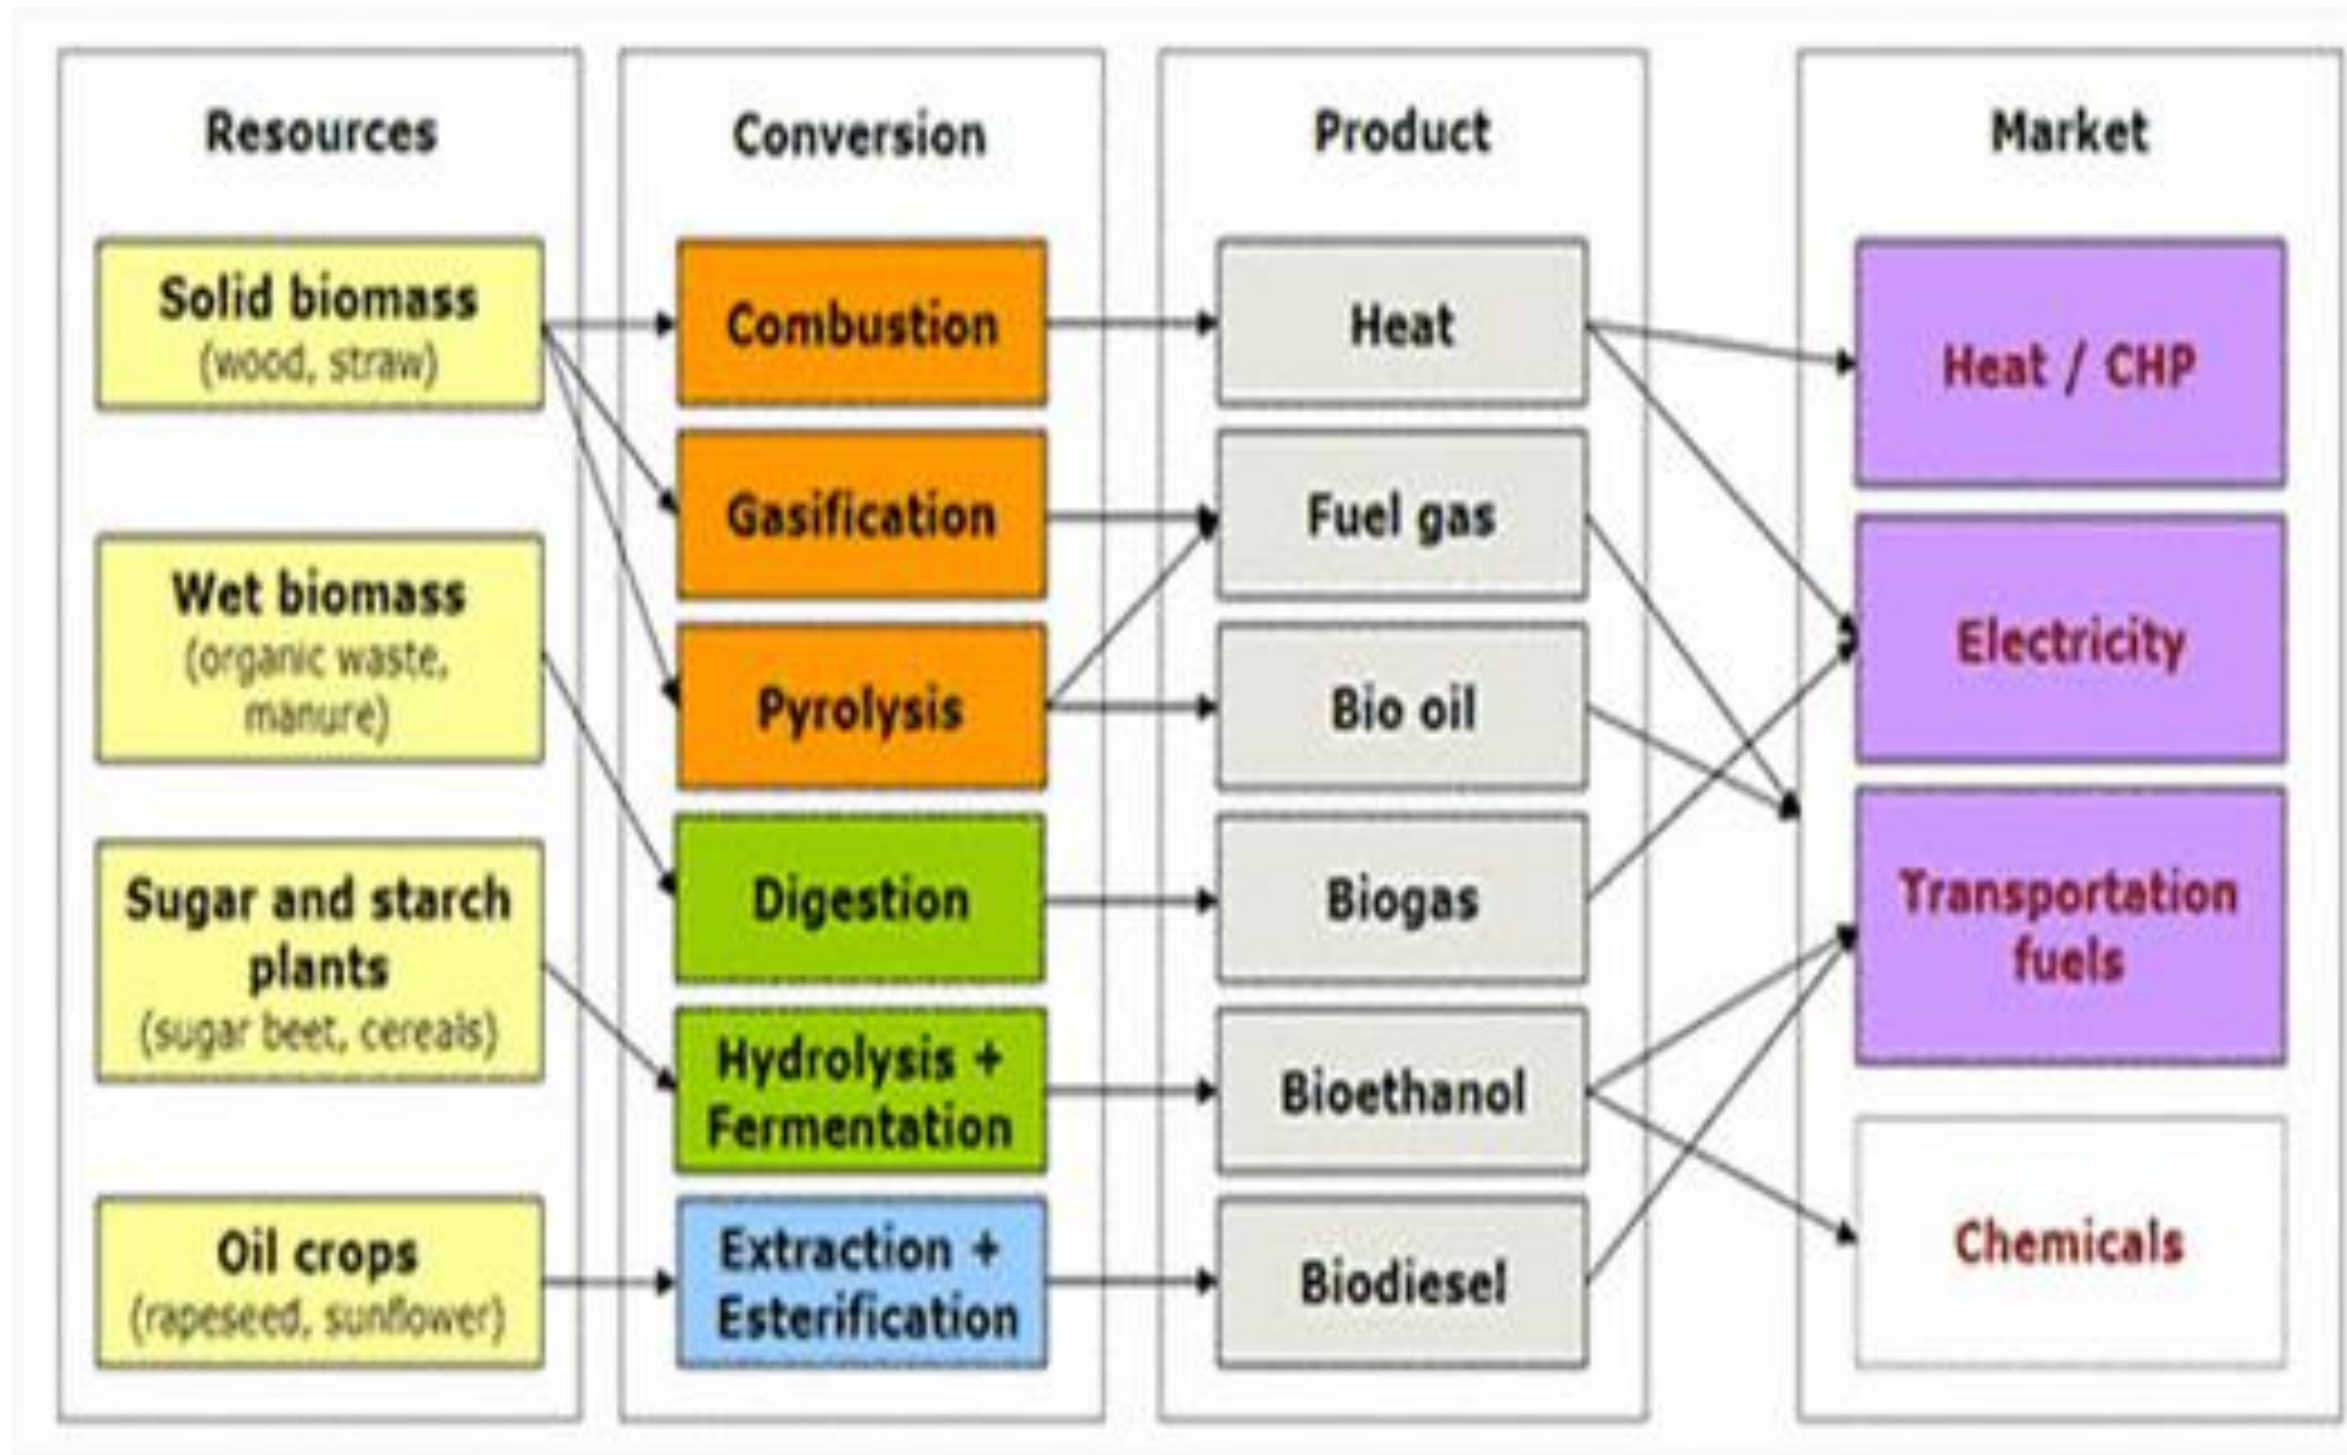 Resources
Solid biomass
(wood, straw)
Wet biomass
(organic waste,
manure)
Sugar and starch
plants
(sugar beet, cereals)
Oil crops
(rapeseed, sunflower)
Conversion
Combustion
Gasification
Pyrolysis
Digestion
Hydrolysis +
Fermentation
Extraction +
Esterification
Product
Heat
Fuel gas
Bio oil
Biogas
Bioethanol
Biodiesel
Market
Heat / CHP
Electricity
Transportation
fuels
Chemicals